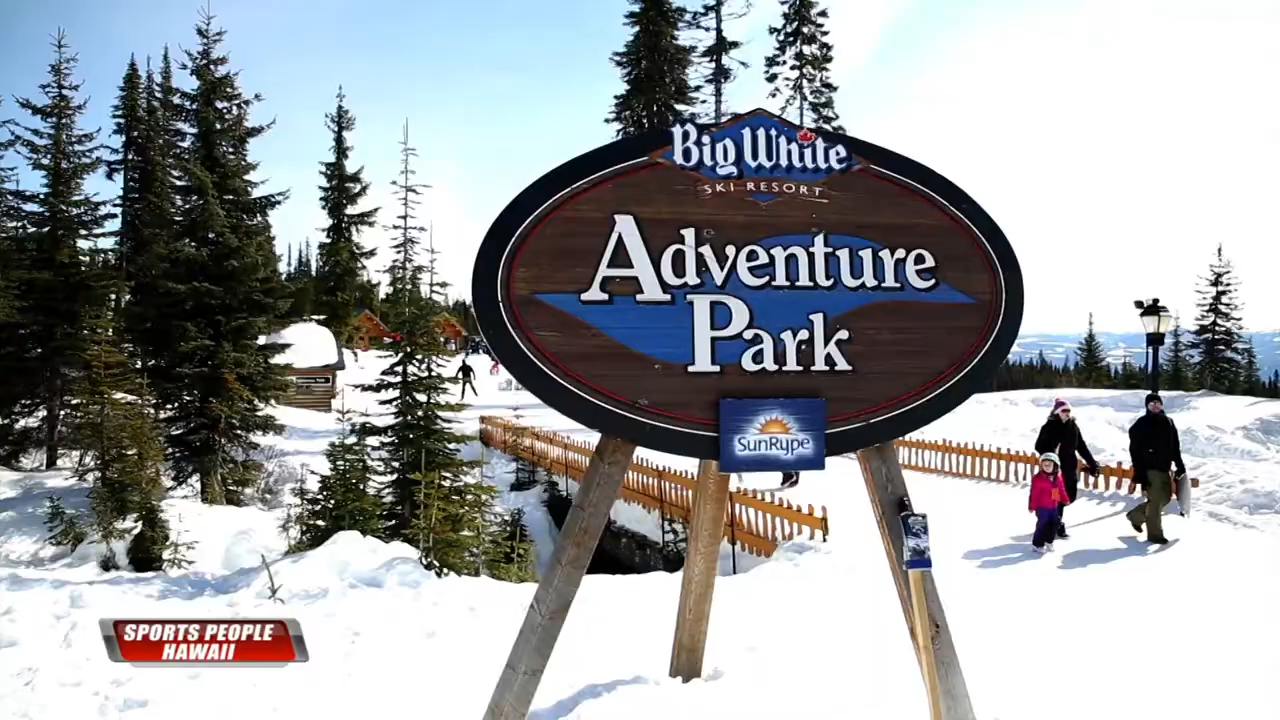 Big White
SKI RESORT
Adventure
Park
SunRype
SPORTS PEOPLE
HAWAII